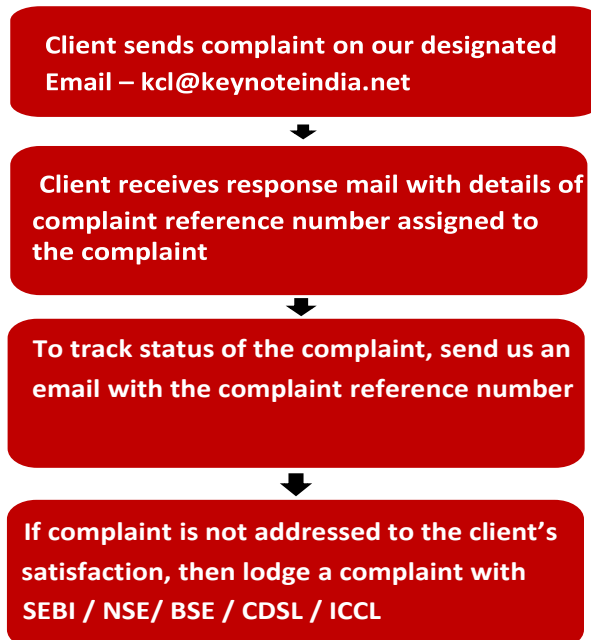 Client sends complaint on our designated
Email – kcl@keynoteindia.net
Client receives response mail with details of
complaint reference number assigned to
the complaint
To track status of the complaint, send us an
email with the complaint reference number
If complaint is not addressed to the client’s
satisfaction, then lodge a complaint with
SEBI / NSE/ BSE / CDSL / ICCL